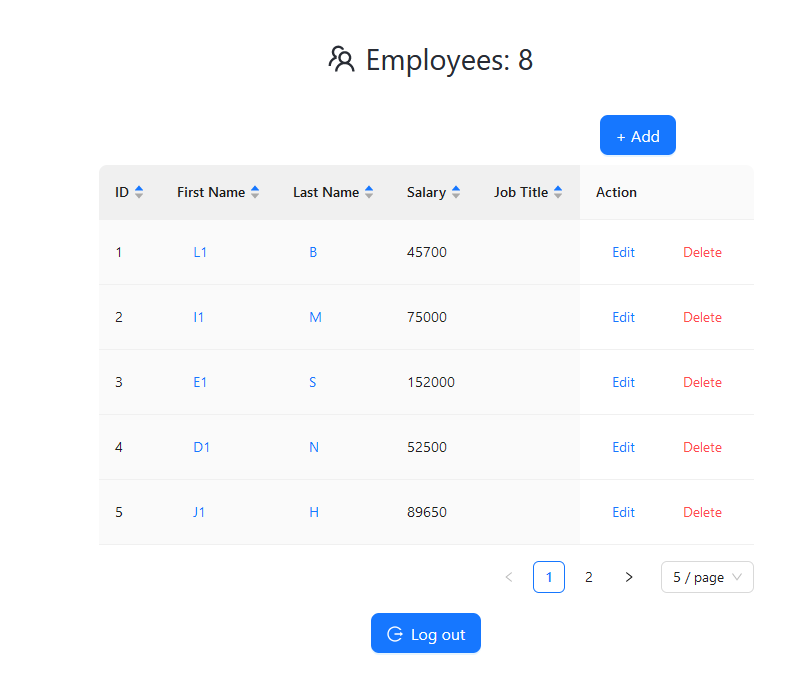 Employees: 8
+ Add
ID First Name Last Name Salary Job Title Action
1 L1 B 45700 Edit Delete
2 I1 M 75000 Edit Delete
3 E1 S 152000 Edit Delete
4 D1 N 52500 Edit Delete
5 J1 H 89650 Edit Delete
< 1 2 > 5 / page
Log out